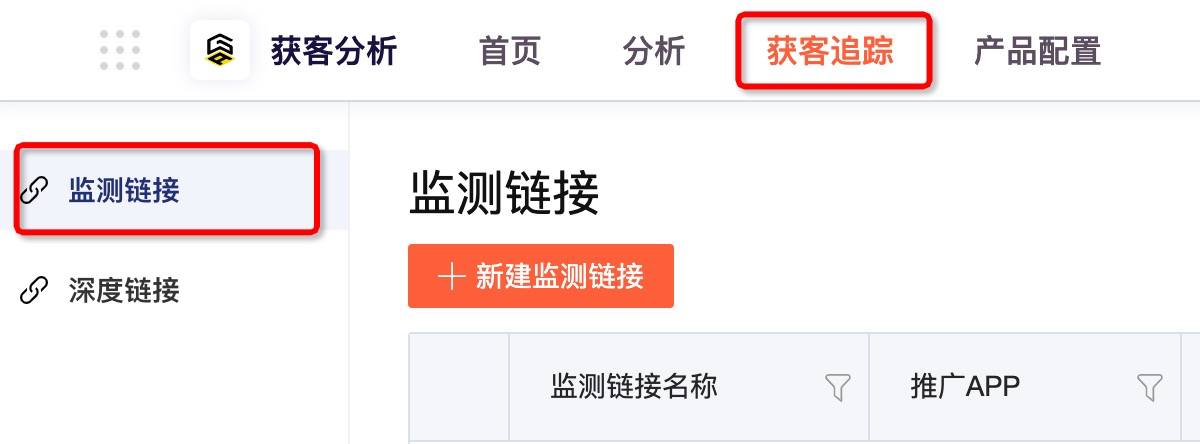 获客分析 首页 分析 获客追踪 产品配置
监测链接
深度链接
监测链接
新建监测链接
监测链接名称 推广APP